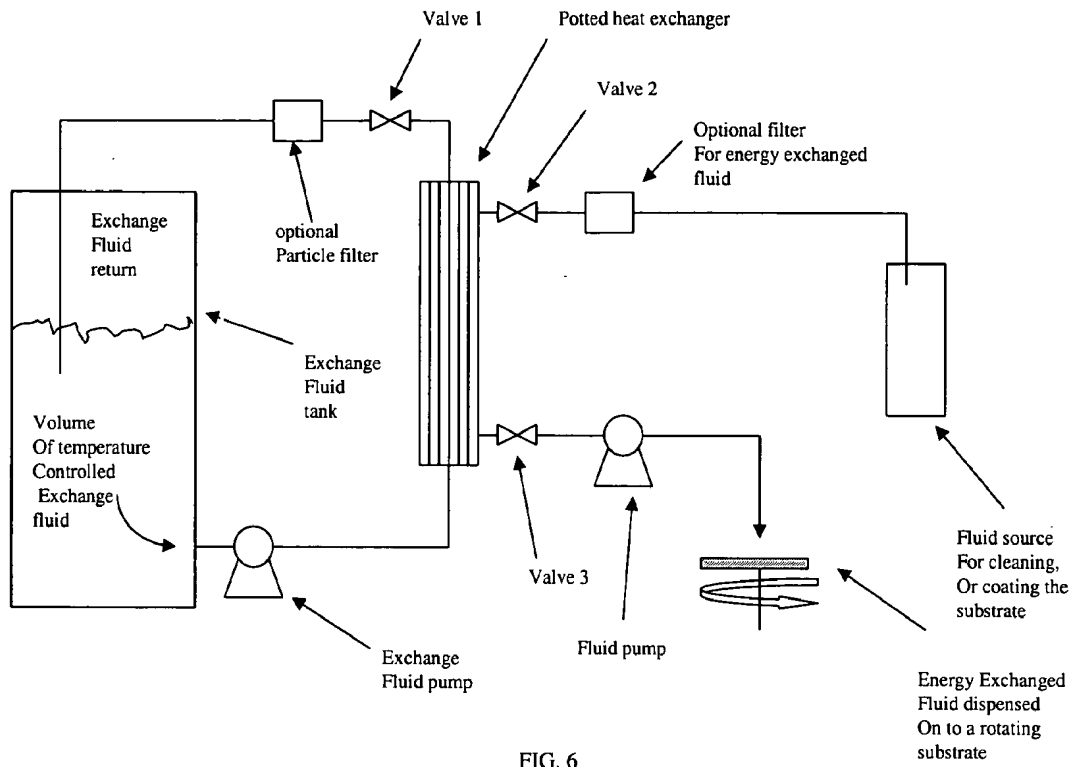 Valve 1
Potted heat exchanger
Valve 2
Optional filter
For energy exchanged
fluid
Exchange
Fluid
return
optional
Particle filter
Exchange
Fluid
tank
Volume
Of temperature
Controlled
Exchange
fluid
Valve 3
Fluid source
For cleaning,
Or coating the
substrate
Exchange
Fluid pump
Fluid pump
Energy Exchanged
Fluid dispensed
On to a rotating
substrate
FIG. 6